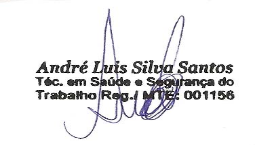 André Luis Silva Santos
Téc. em Saúde e Segurança do
Trabalho Reg./ MTE: 001156